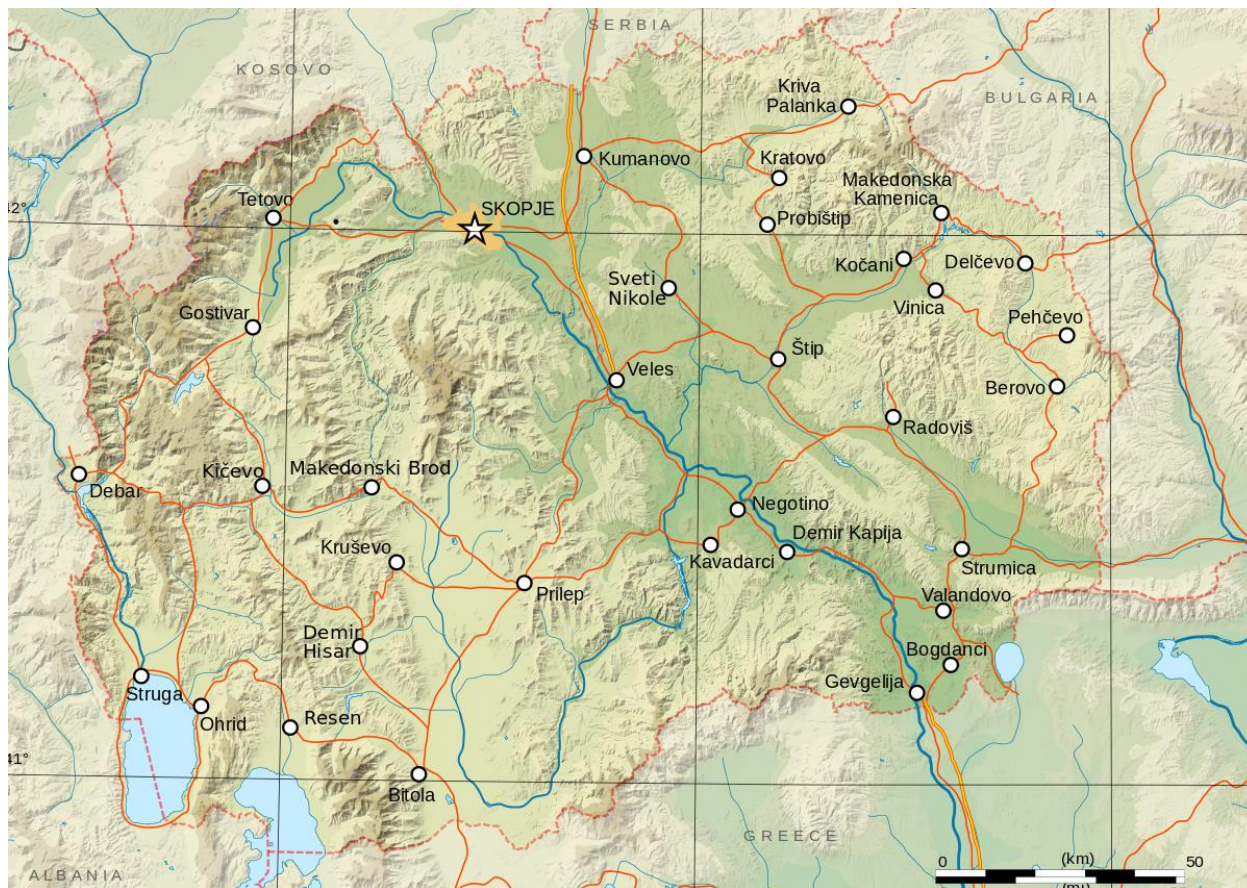 SERBIA
KOSOVO
BULGARIA
Kriva
Palanka
Kumanovo
Kratovo
Makedonska
Kamenica
Tetovo
SKOPJE
42°
Probištip
Kočani
Delčevo
Sveti
Nikole
Vinica
Gostivar
Pehčevo
Štip
Veles
Berovo
Radoviš
Kičevo
Makedonski Brod
Debar
Negotino
Demir Kapija
Kruševo
Kavadarci
Strumica
Prilep
Valandovo
Demir
Hisar
Bogdanci
Struga
Gevgelija
Ohrid
Resen
41°
Bitola
GREECE
ALBANIA
0 (km) 50
(mi)